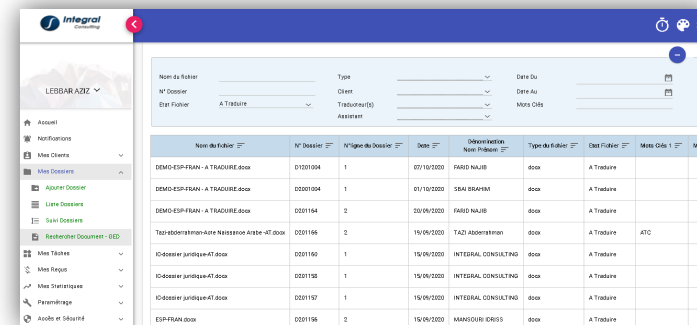 Integral
Consulting
LEBBAR AZIZ
Acoueil
Notifications
Mes Clients
Mes Dossiers
Ajouter Dossier
Liste Dossiers
Suivi Dossiers
Rechercher Document - GED
Mes Tâches
Mes Reçus
Mes Statistiques
Paramétrage
Accès et Sécurité
Nom du fichier
N° Dossier
Etat Fichier A Traduire
Type
Client
Traducteur(s)
Assistant
Date Du
Date Au
Mots Clés
Nom du fichier N° Dossier N°ligne du Dossier Date Dénomination Nom Prénom Type du fichier Etat Fichier Mots Clés 1 M
DEMO-ESP-FRAN - A TRADUIRE.docx D1201004 1 07/10/2020 FARID NAJIB docx A Traduire
DEMO-ESP-FRAN - A TRADUIRE.docx D2001004 1 01/10/2020 SBAI BRAHIM docx A Traduire
DEMO-ESP-FRAN - A TRADUIRE.docx D201164 2 20/09/2020 FARID NAJIB docx A Traduire
Tazi-abderrahman-Acte Naissance Arabe -AT.docx D201166 2 19/09/2020 TAZI Abderrahman docx A Traduire ATC
IC-dossier juridique-AT.docx D201160 1 15/09/2020 INTEGRAL CONSULTING docx A Traduire
IC-dossier juridique-AT.docx D201158 1 15/09/2020 INTEGRAL CONSULTING docx A Traduire
IC-dossier juridique-AT.docx D201157 1 15/09/2020 INTEGRAL CONSULTING docx A Traduire
ESP-FRAN.docx D201156 2 15/09/2020 MANSOURI IDRISS docx A Traduire